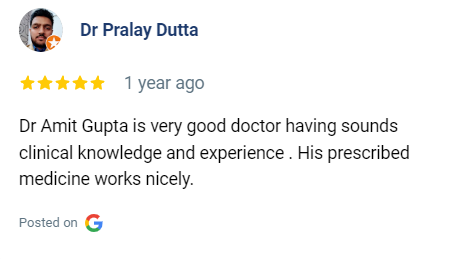 Dr Pralay Dutta
1 year ago
Dr Amit Gupta is very good doctor having sounds
clinical knowledge and experience . His prescribed
medicine works nicely.
Posted on G